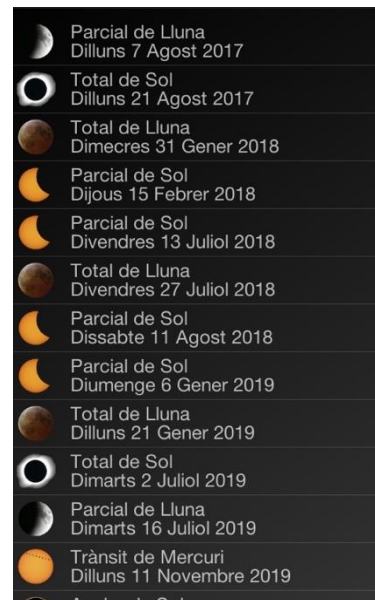 Parcial de Lluna
Dilluns 7 Agost 2017
Total de Sol
Dilluns 21 Agost 2017
Total de Lluna
Dimecres 31 Gener 2018
Parcial de Sol
Dijous 15 Febrer 2018
Parcial de Sol
Divendres 13 Juliol 2018
Total de Lluna
Divendres 27 Juliol 2018
Parcial de Sol
Dissabte 11 Agost 2018
Parcial de Sol
Diumenge 6 Gener 2019
Total de Lluna
Dilluns 21 Gener 2019
Total de Sol
Dimarts 2 Juliol 2019
Parcial de Lluna
Dimarts 16 Juliol 2019
Trànsit de Mercuri
Dilluns 11 Novembre 2019